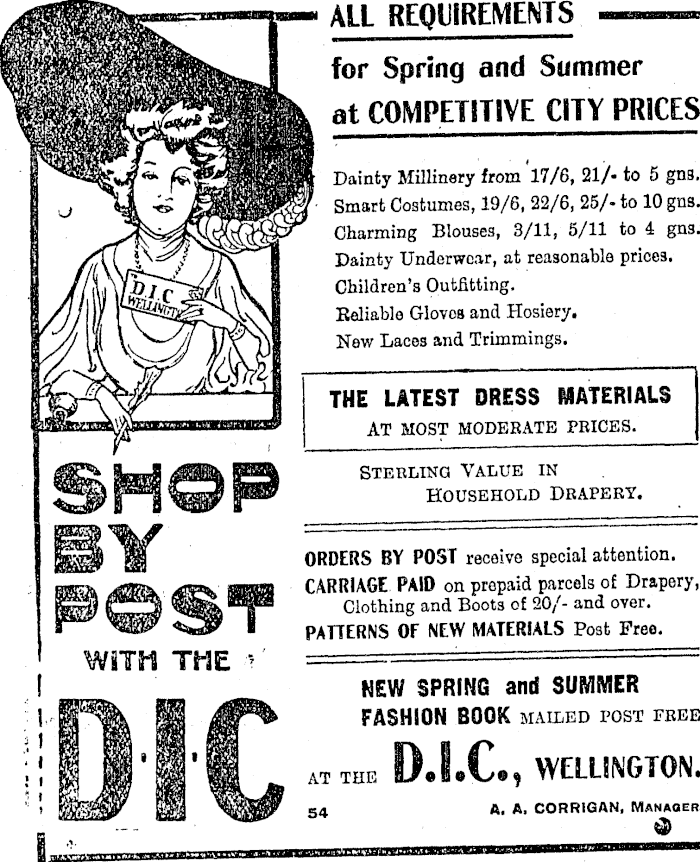 ALL REQUIREMENTS
for Spring and Summer
at COMPETITIVE CITY PRICES
Dainty Millinery from 17/6, 21/- to 5 gns.
Smart Costumes, 19/6, 22/6, 25/- to 10 gns.
Charming Blouses, 3/11, 5/11 to 4 gns.
Dainty Underwear, at reasonable prices.
Children's Outfitting.
Reliable Gloves and Hosiery.
New Laces and Trimmings.
THE LATEST DRESS MATERIALS
AT MOST MODERATE PRICES.
STERLING VALUE IN
HOUSEHOLD DRAPERY.
ORDERS BY POST receive special attention.
CARRIAGE PAID on prepaid parcels of Drapery,
Clothing and Boots of 20/- and over.
PATTERNS OF NEW MATERIALS Post Free.
NEW SPRING and SUMMER
FASHION BOOK MAILED POST FREE
AT THE D.I.C., WELLINGTON.
54 A. A. CORRIGAN, MANAGER
D.I.C
WELLINGT
SHOP
BY
POST
WITH THE
D·I·C